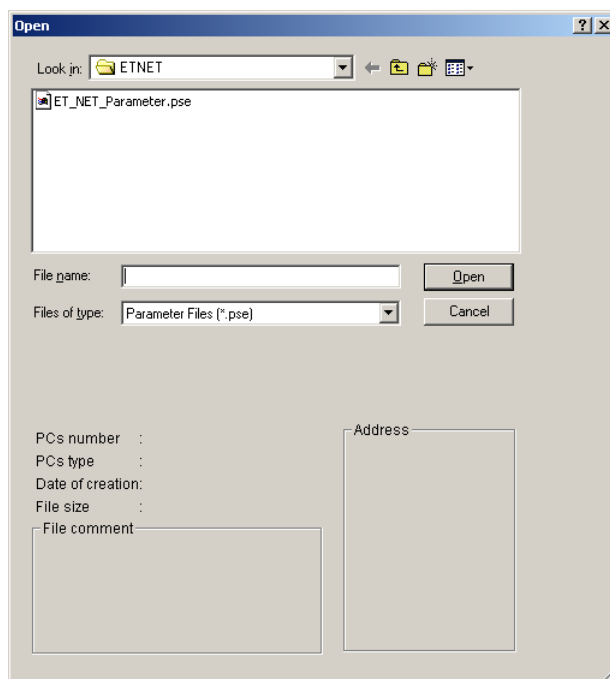 Open
Look in: ETNET
ET_NET_Parameter.pse
File name: Open
Files of type: Parameter Files (*.pse) Cancel
Address
PCs number :
PCs type :
Date of creation:
File size :
File comment